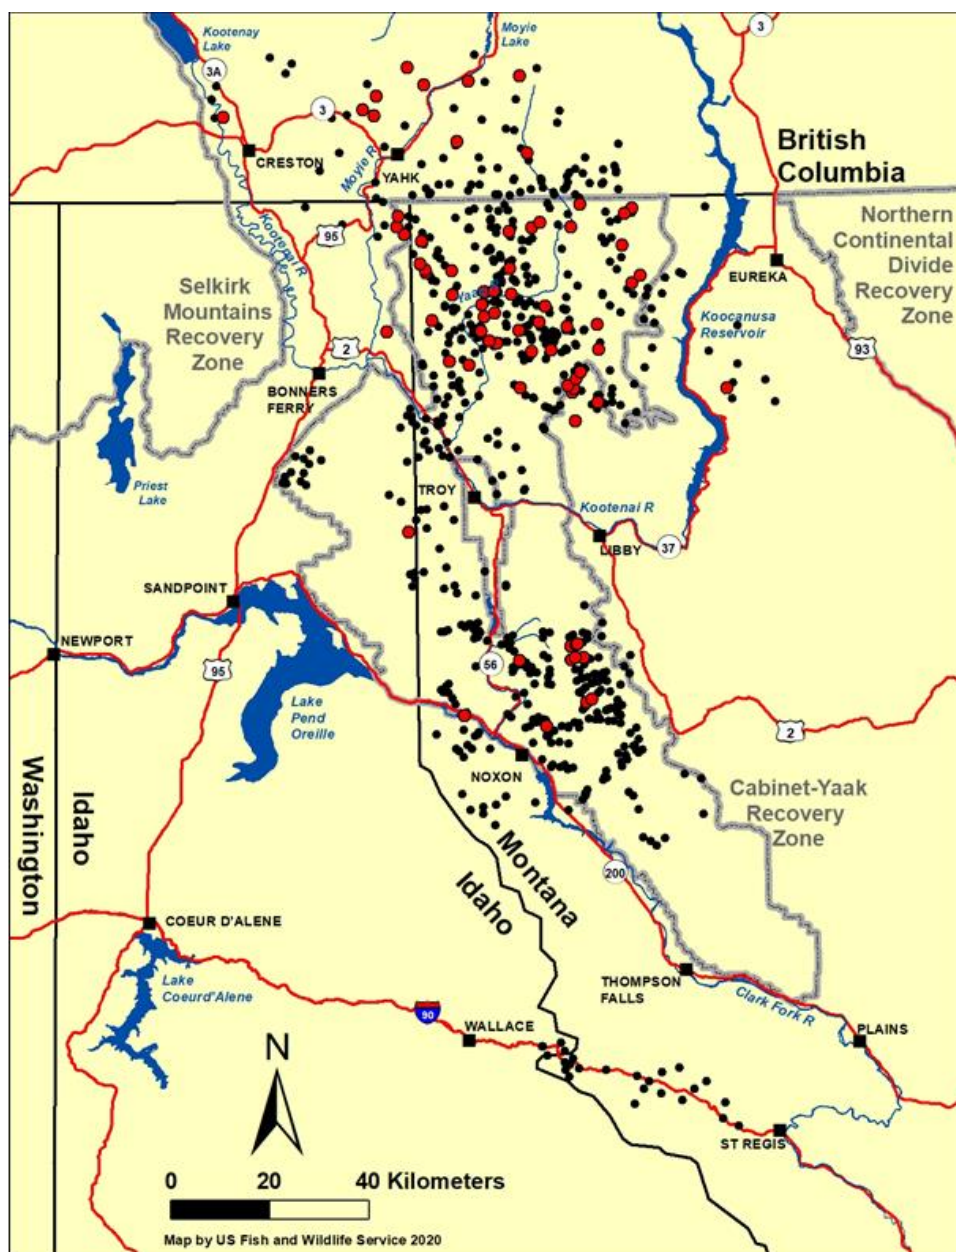 Kootenay
Lake
Moyie
Lake
3
3A
3
CRESTON
Moyie R
YAHK
British
Columbia
Kootenai R
95
Northern
Continental
Divide
Recovery
Zone
EUREKA
Selkirk
Mountains
Recovery
Zone
Yaak R
Koocanusa
Reservoir
2
93
BONNERS
FERRY
Priest
Lake
TROY
Kootenai R
LIBBY
37
SANDPOINT
NEWPORT
95
56
Lake
Pend
Oreille
2
NOXON
Cabinet-Yaak
Recovery
Zone
Washington
Idaho
Montana
Idaho
200
COEUR D'ALENE
Lake
Coeurd'Alene
THOMPSON
FALLS
Clark Fork R
90
WALLACE
PLAINS
N
ST REGIS
0 20 40 Kilometers
Map by US Fish and Wildlife Service 2020